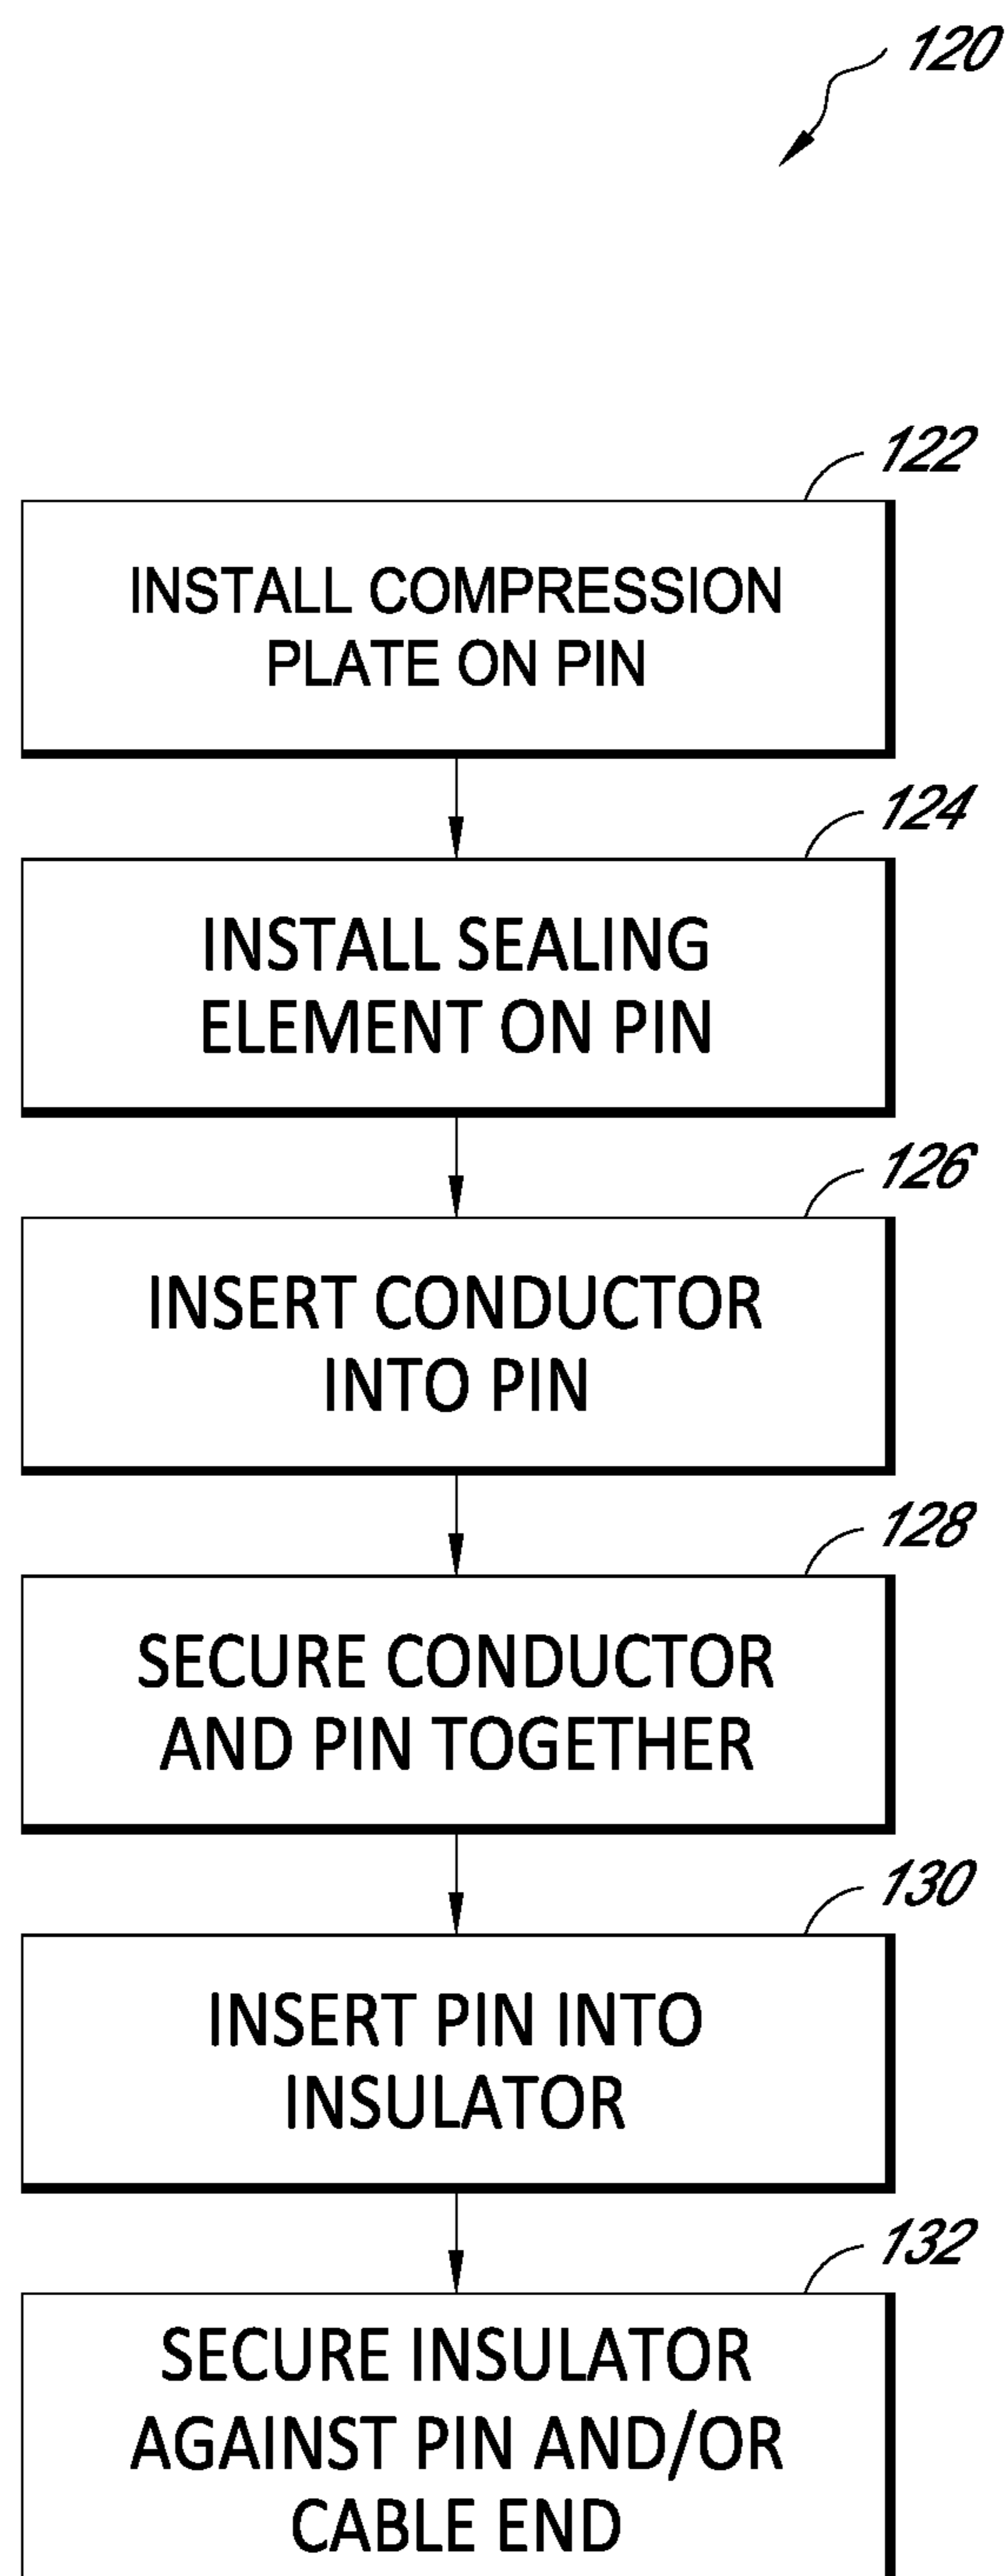 120
122
INSTALL COMPRESSION
PLATE ON PIN
124
INSTALL SEALING
ELEMENT ON PIN
126
INSERT CONDUCTOR
INTO PIN
128
SECURE CONDUCTOR
AND PIN TOGETHER
130
INSERT PIN INTO
INSULATOR
132
SECURE INSULATOR
AGAINST PIN AND/OR
CABLE END